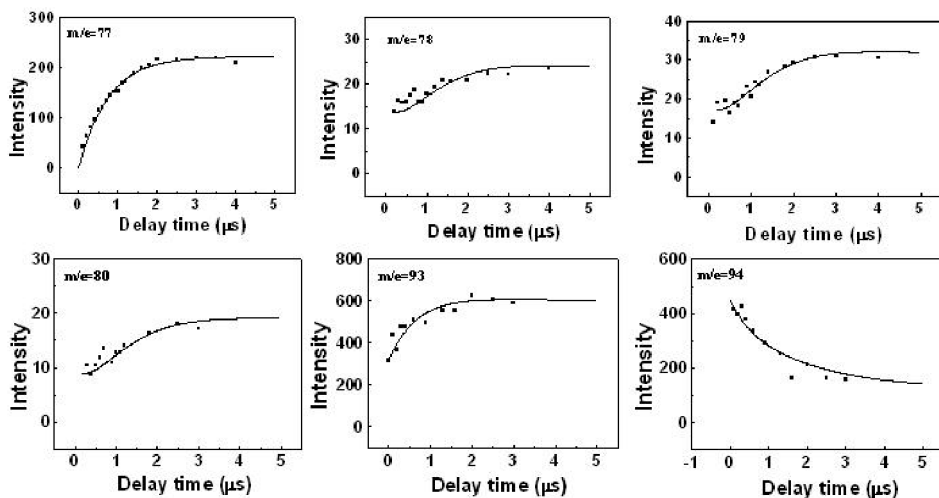 300
200
100
0
Intensity
m/e=77
0 1 2 3 4 5
Delay time (μs)
30
20
10
0
Intensity
m/e=78
0 1 2 3 4 5
Delay time (μs)
40
30
20
10
0
Intensity
m/e=79
0 1 2 3 4 5
Delay time (μs)
30
20
10
0
Intensity
m/e=80
0 1 2 3 4 5
Delay time (μs)
800
600
400
200
0
Intensity
m/e=93
0 1 2 3 4 5
Delay time (μs)
600
400
200
0
Intensity
m/e=94
-1 0 1 2 3 4 5
Delay time (μs)